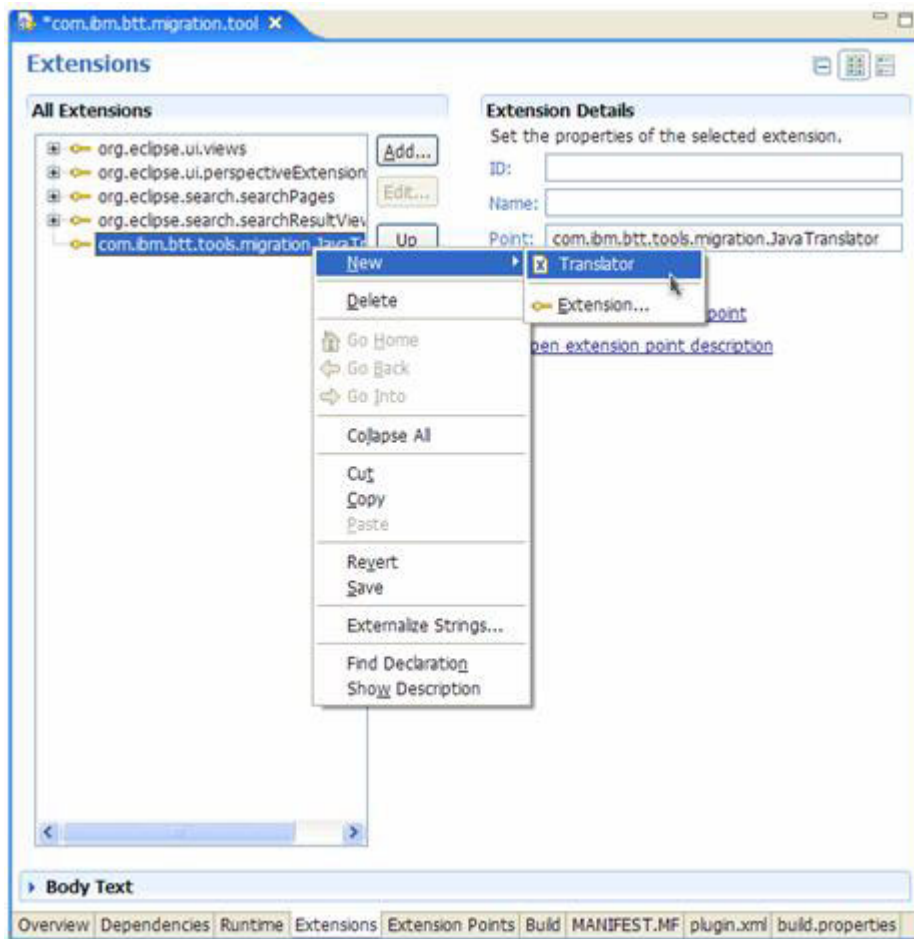 *com.ibm.btt.migration.tool
Extensions
All Extensions
org.eclipse.ui.views
org.eclipse.ui.perspectiveExtension
org.eclipse.search.searchPages
org.eclipse.search.searchResultView
com.ibm.btt.tools.migration.JavaTr
Add...
Edit...
Up
Extension Details
Set the properties of the selected extension.
ID:
Name:
Point: com.ibm.btt.tools.migration.JavaTranslator
point
pen extension point description
New
Delete
Go Home
Go Back
Go Into
Collapse All
Cut
Copy
Paste
Revert
Save
Externalize Strings...
Find Declaration
Show Description
Translator
Extension...
Body Text
Overview Dependencies Runtime Extensions Extension Points Build MANIFEST.MF plugin.xml build.properties